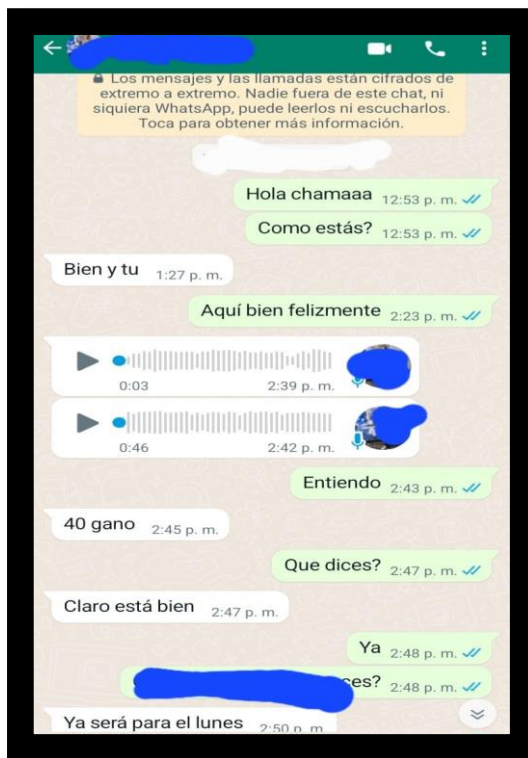 Los mensajes y las llamadas están cifrados de
extremo a extremo. Nadie fuera de este chat, ni
siquiera WhatsApp, puede leerlos ni escucharlos.
Toca para obtener más información.
Hola chamaaa 12:53 p. m.
Como estás? 12:53 p. m.
Bien y tu 1:27 p. m.
Aquí bien felizmente 2:23 p. m.
0:03 2:39 p. m.
0:46 2:42 p. m.
Entiendo 2:43 p. m.
40 gano 2:45 p. m.
Que dices? 2:47 p. m.
Claro está bien 2:47 p. m.
Ya 2:48 p. m.
2:48 p. m.
Ya será para el lunes 2:50 p. m